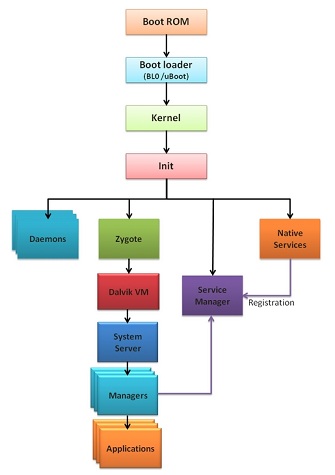 Boot ROM
Boot loader
(BL0 /uBoot)
Kernel
Init
Daemons
Zygote
Native
Services
Dalvik VM
Service
Manager
Registration
System
Server
Managers
Applications